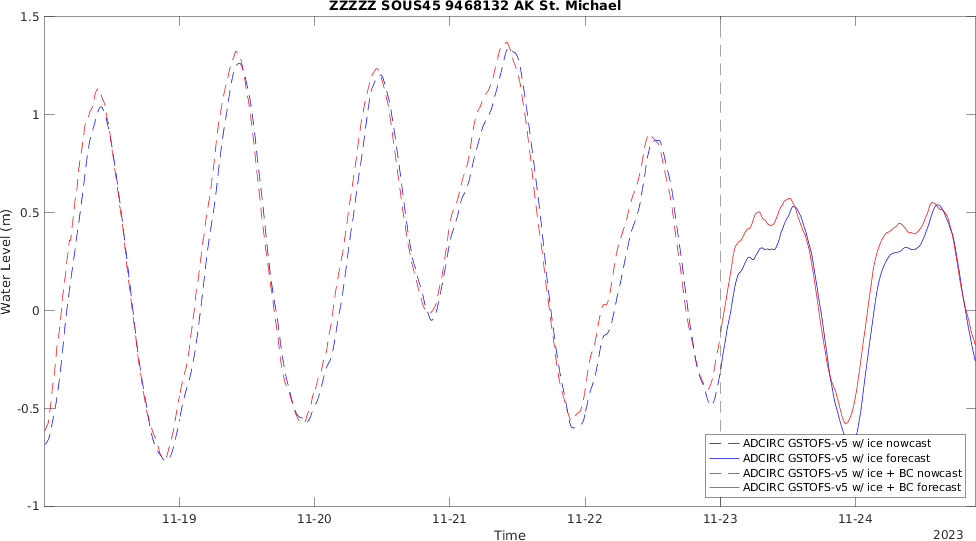 ZZZZZ SOUS45 9468132 AK St. Michael
1.5
1
0.5
0
-0.5
-1
Water Level (m)
ADCIRC GSTOFS-v5 w/ ice nowcast
ADCIRC GSTOFS-v5 w/ ice forecast
ADCIRC GSTOFS-v5 w/ ice + BC nowcast
ADCIRC GSTOFS-v5 w/ ice + BC forecast
11-19 11-20 11-21 11-22 11-23 11-24
Time
2023